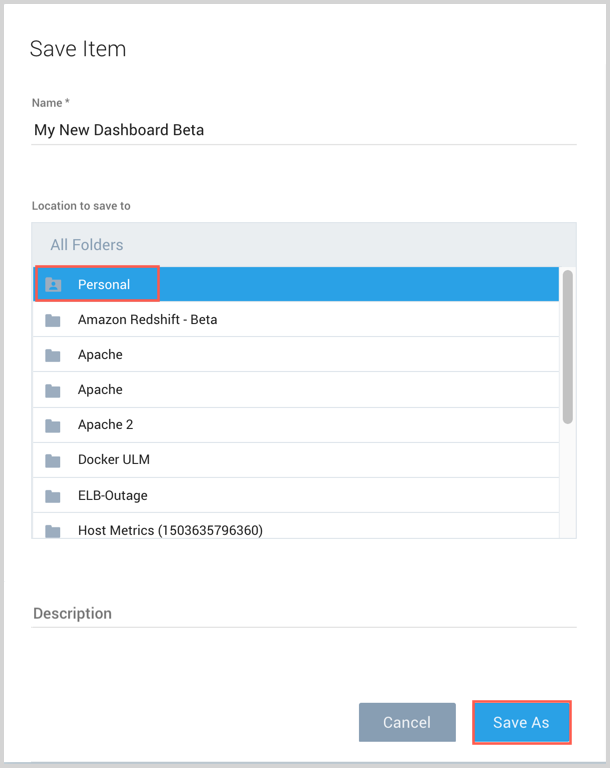 Save Item
Name *
My New Dashboard Beta
Location to save to
All Folders
Personal
Amazon Redshift - Beta
Apache
Apache
Apache 2
Docker ULM
ELB-Outage
Host Metrics (1503635796360)
Description
Cancel
Save As